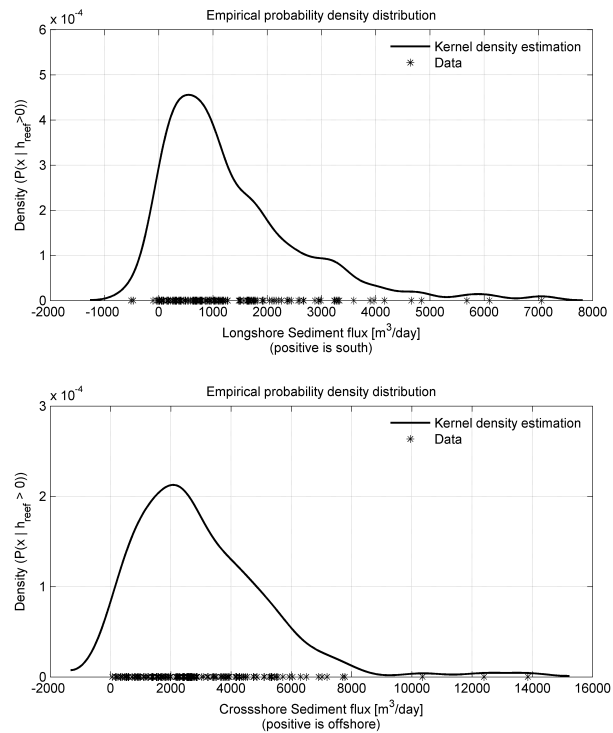 Empirical probability density distribution
x 10⁻⁴
6
5
4
3
2
1
0
Density (P(x | h_reef>0))
Kernel density estimation
Data
-2000 -1000 0 1000 2000 3000 4000 5000 6000 7000 8000
Longshore Sediment flux [m³/day]
(positive is south)
Empirical probability density distribution
x 10⁻⁴
3
2
1
0
Density (P(x | h_reef > 0))
Kernel density estimation
Data
-2000 0 2000 4000 6000 8000 10000 12000 14000 16000
Crossshore Sediment flux [m³/day]
(positive is offshore)